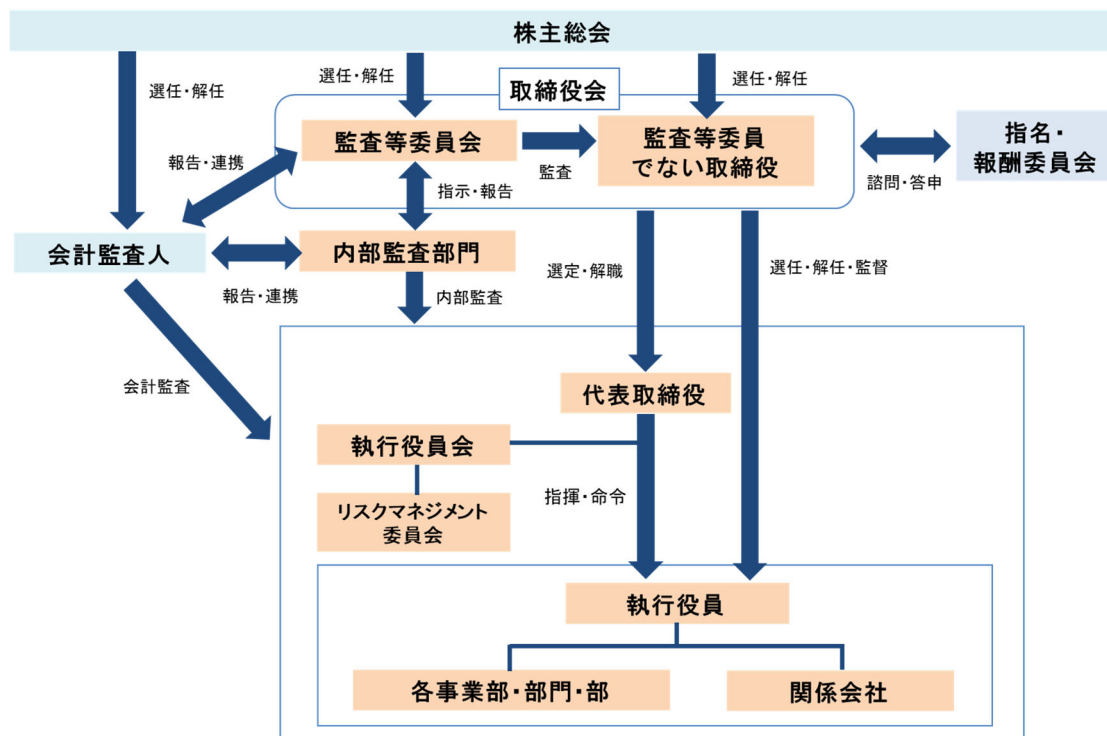 株主総会
選任・解任
選任・解任
選任・解任
取締役会
監査等委員会
監査
監査等委員
でない取締役
指名・
報酬委員会
諮問・答申
報告・連携
指示・報告
会計監査人
内部監査部門
報告・連携
内部監査
選定・解職
選任・解任・監督
会計監査
代表取締役
執行役員会
リスクマネジメント
委員会
指揮・命令
執行役員
各事業部・部門・部
関係会社